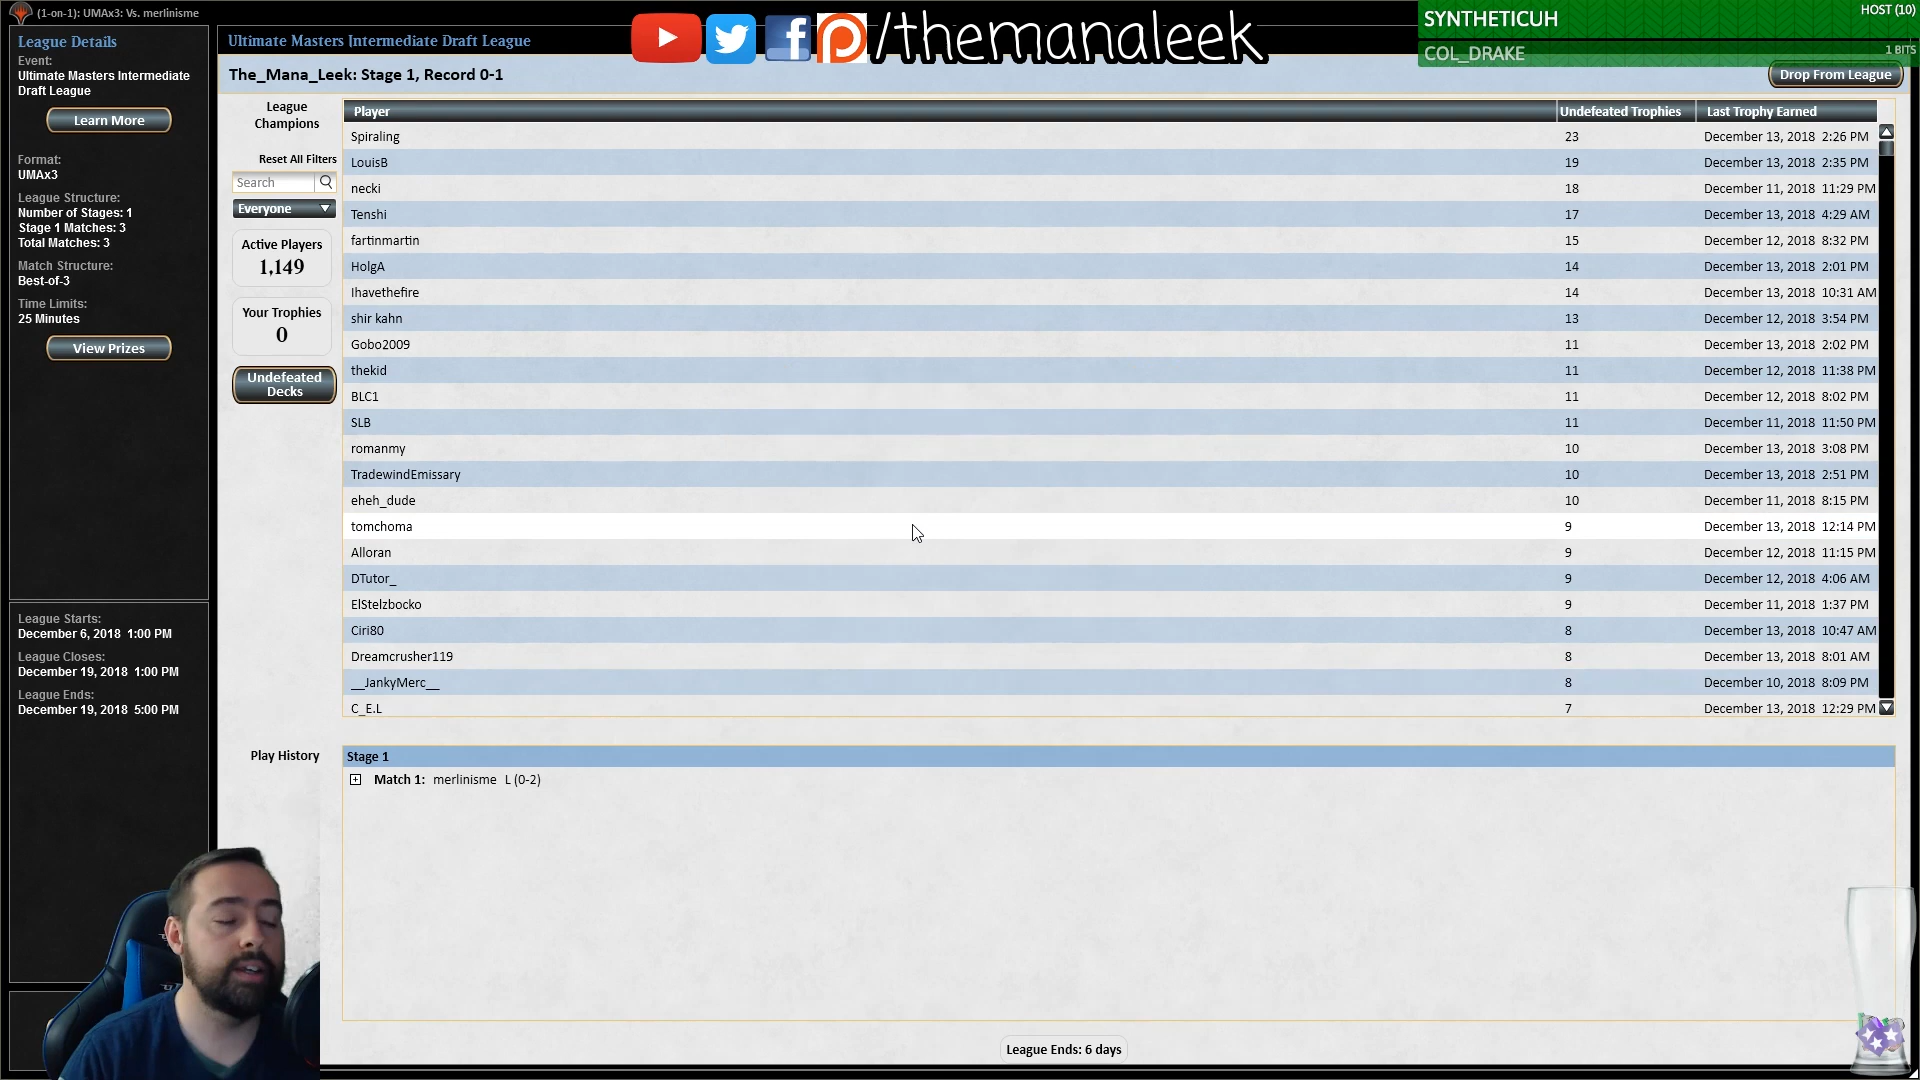 (1-on-1): UMAx3: Vs. merlinisme
League Details
Event:
Ultimate Masters Intermediate
Draft League
Learn More
Format:
UMAx3
League Structure:
Number of Stages: 1
Stage 1 Matches: 3
Total Matches: 3
Match Structure:
Best-of-3
Time Limits:
25 Minutes
View Prizes
League Starts:
December 6, 2018 1:00 PM
League Closes:
December 19, 2018 1:00 PM
League Ends:
December 19, 2018 5:00 PM
Ultimate Masters Intermediate Draft League
/themanaleek
SYNTHETICUH
HOST (10)
COL_DRAKE
1 BITS
The_Mana_Leek: Stage 1, Record 0-1
Drop From League
League
Champions
Reset All Filters
Search
Everyone
Active Players
1,149
Your Trophies
0
Undefeated
Decks
Player Undefeated Trophies Last Trophy Earned
Spiraling 23 December 13, 2018 2:26 PM
LouisB 19 December 13, 2018 2:35 PM
necki 18 December 11, 2018 11:29 PM
Tenshi 17 December 13, 2018 4:29 AM
fartinmartin 15 December 12, 2018 8:32 PM
HolgA 14 December 13, 2018 2:01 PM
Ihavethefire 14 December 13, 2018 10:31 AM
shir kahn 13 December 12, 2018 3:54 PM
Gobo2009 11 December 13, 2018 2:02 PM
thekid 11 December 12, 2018 11:38 PM
BLC1 11 December 12, 2018 8:02 PM
SLB 11 December 11, 2018 11:50 PM
romanmy 10 December 13, 2018 3:08 PM
TradewindEmissary 10 December 13, 2018 2:51 PM
eheh_dude 10 December 11, 2018 8:15 PM
tomchoma 9 December 13, 2018 12:14 PM
Alloran 9 December 12, 2018 11:15 PM
DTutor_ 9 December 12, 2018 4:06 AM
ElStelzbocko 9 December 11, 2018 1:37 PM
Ciri80 8 December 13, 2018 10:47 AM
Dreamcrusher119 8 December 13, 2018 8:01 AM
__JankyMerc__ 8 December 10, 2018 8:09 PM
C_E.L 7 December 13, 2018 12:29 PM
Play History
Stage 1
Match 1: merlinisme L (0-2)
League Ends: 6 days